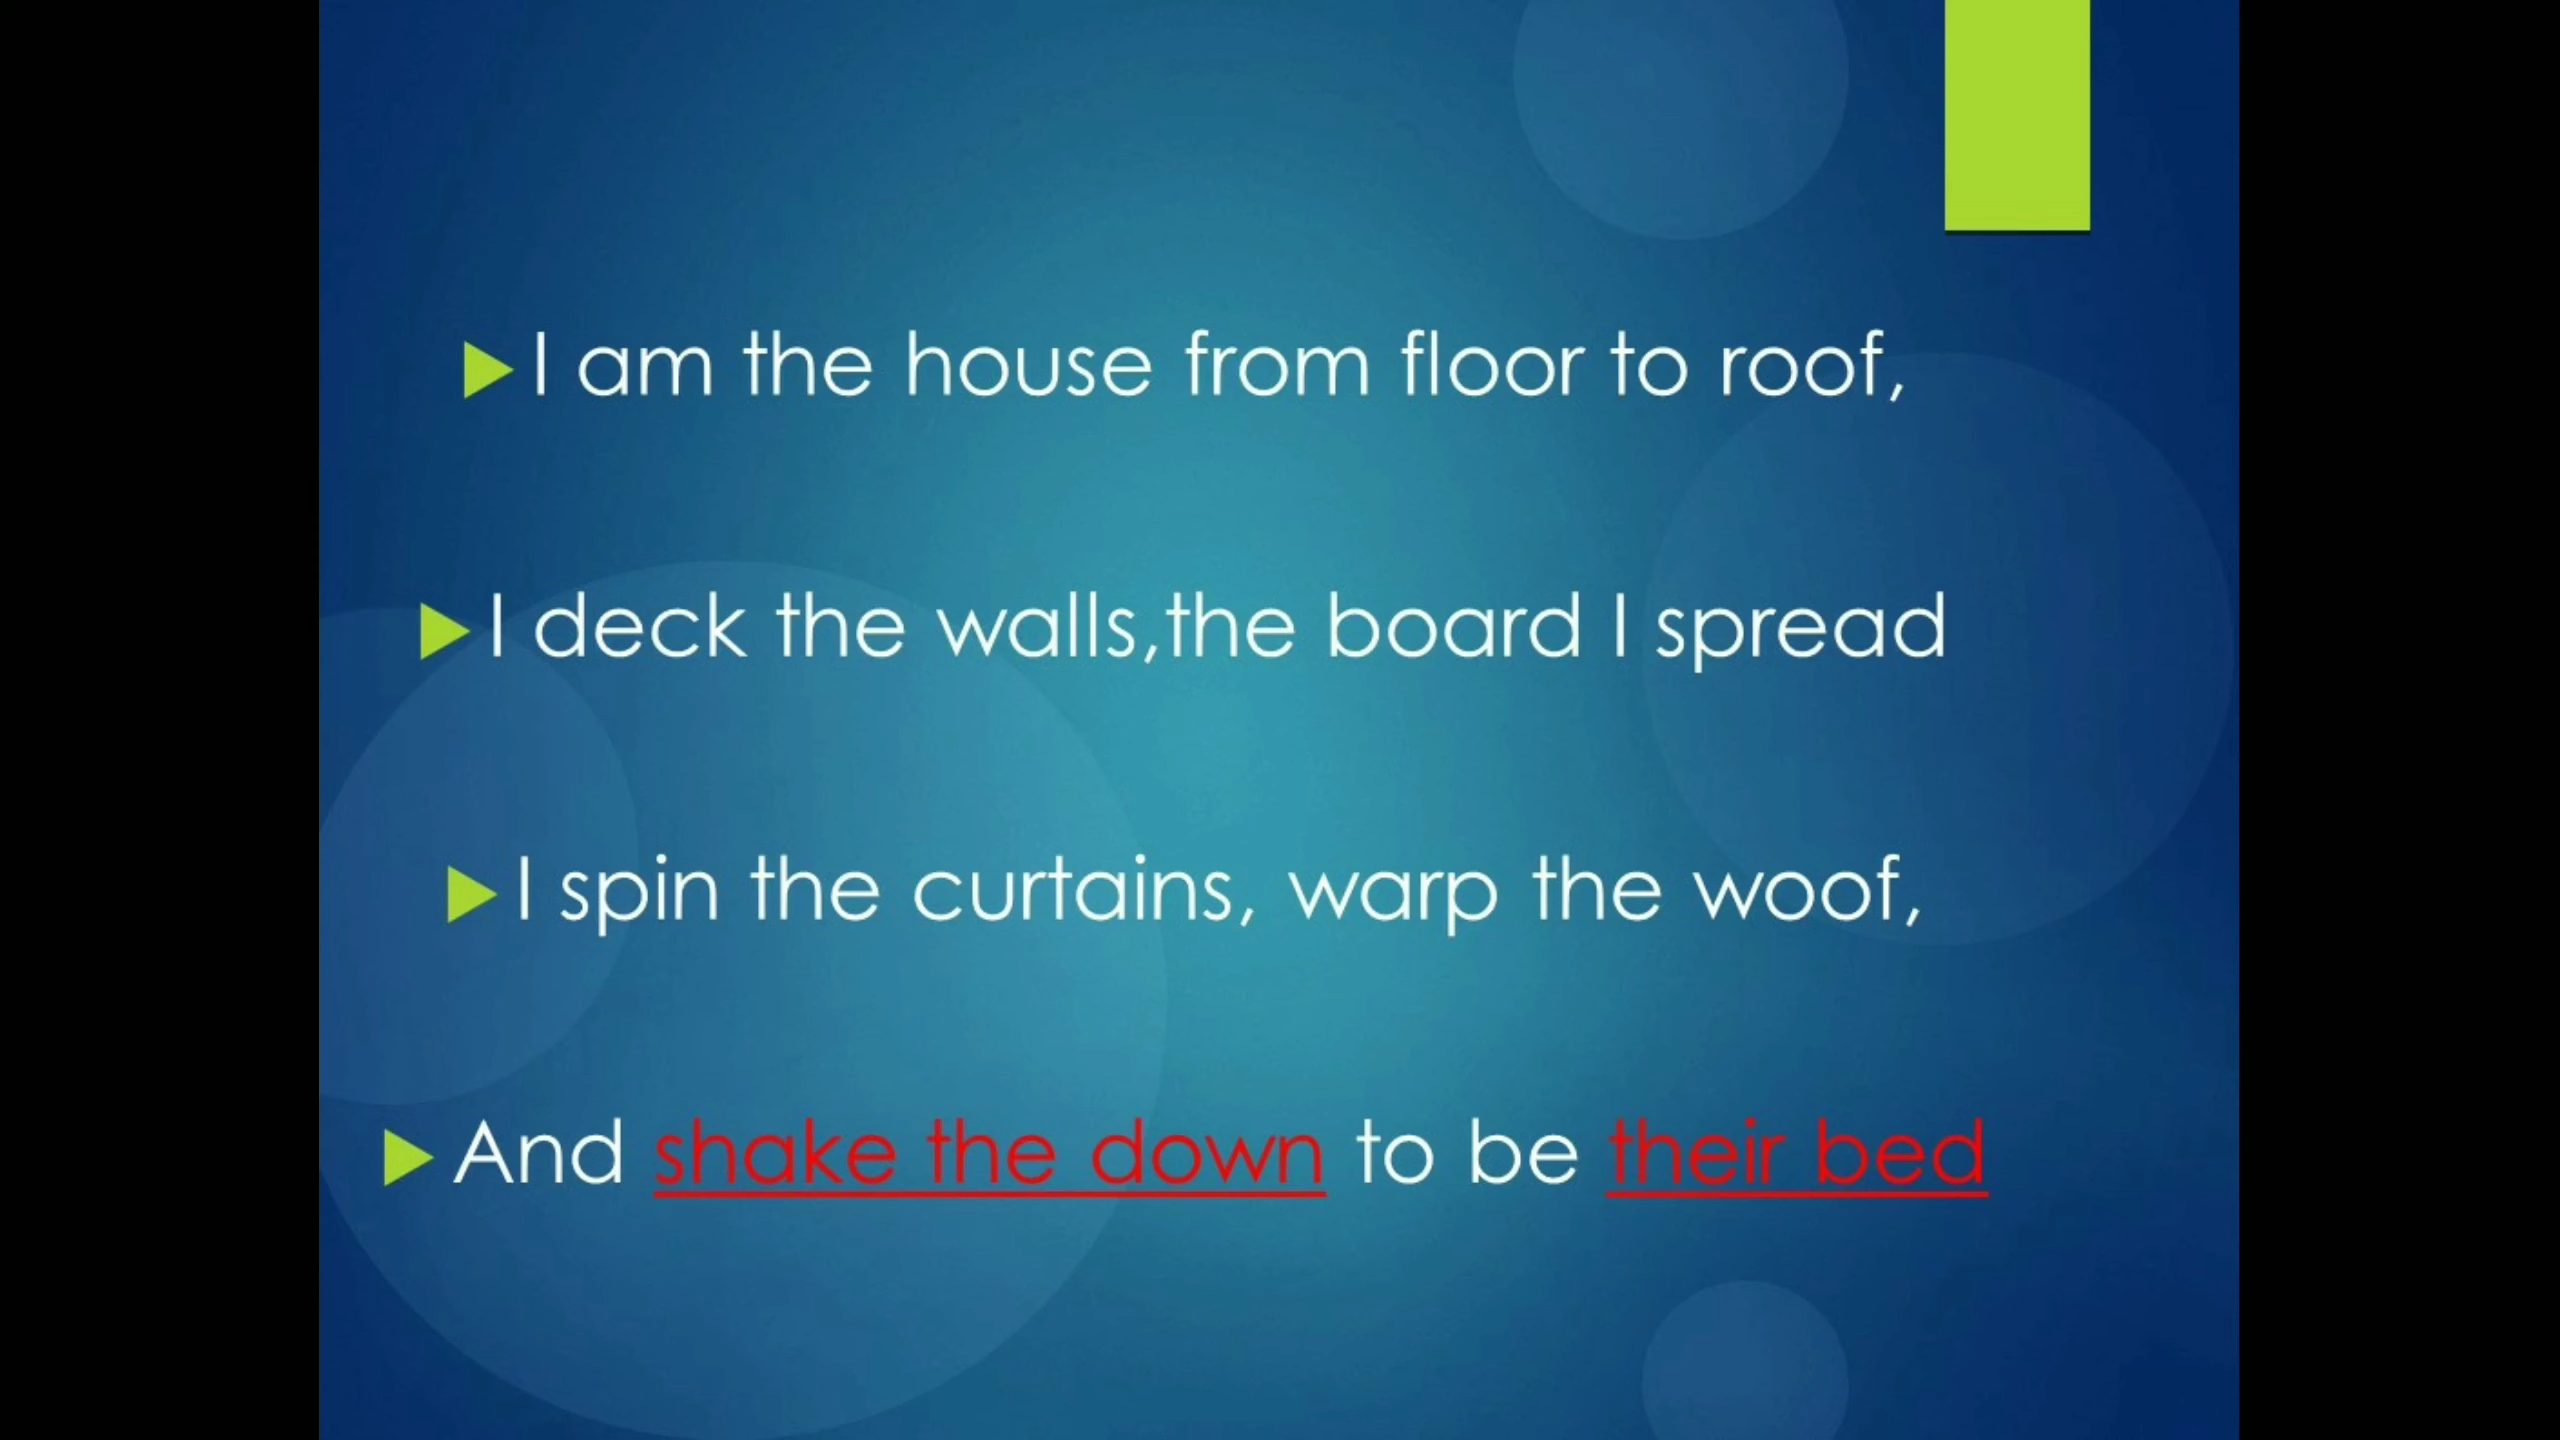 I am the house from floor to roof,
I deck the walls,the board I spread
I spin the curtains, warp the woof,
And shake the down to be their bed